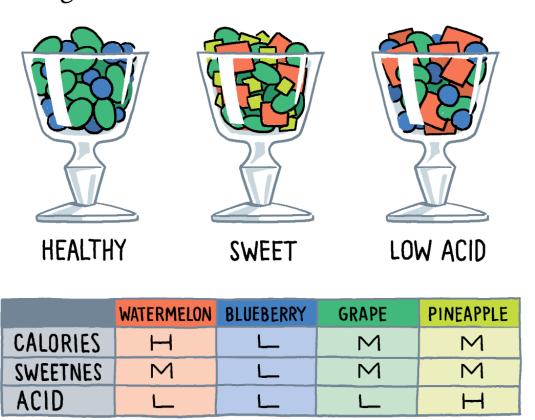 HEALTHY SWEET LOW ACID
WATERMELON BLUEBERRY GRAPE PINEAPPLE
CALORIES H L M M
SWEETNES M L M M
ACID L L L H